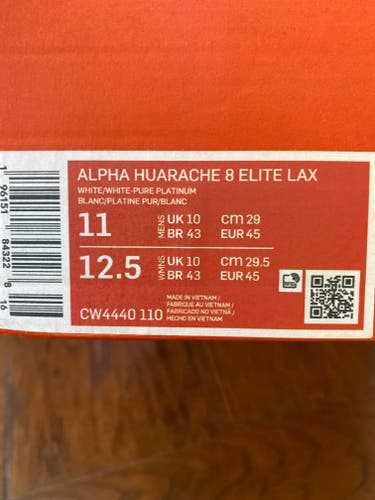 ALPHA HUARACHE 8 ELITE LAX
WHITE/WHITE-PURE PLATINUM
BLANC/PLATINE PUR/BLANC
11 MENS UK 10 CM 29
BR 43 EUR 45
12.5 WMNS UK 10 CM 29.5
BR 43 EUR 45
CW4440 110
MADE IN VIETNAM /
FABRIQUE AU VIETNAM /
FABRICADO NO VIETNÃ /
HECHO EN VIETNAM
1 96151 84322 8 16